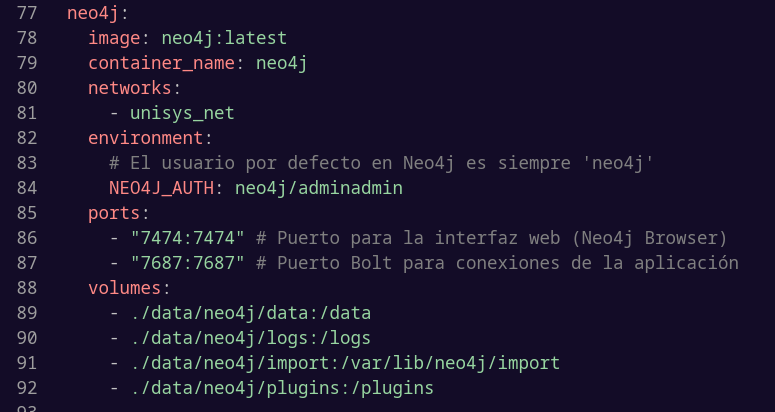 77 neo4j:
78 image: neo4j:latest
79 container_name: neo4j
80 networks:
81 - unisys_net
82 environment:
83 # El usuario por defecto en Neo4j es siempre 'neo4j'
84 NEO4J_AUTH: neo4j/adminadmin
85 ports:
86 - "7474:7474" # Puerto para la interfaz web (Neo4j Browser)
87 - "7687:7687" # Puerto Bolt para conexiones de la aplicación
88 volumes:
89 - ./data/neo4j/data:/data
90 - ./data/neo4j/logs:/logs
91 - ./data/neo4j/import:/var/lib/neo4j/import
92 - ./data/neo4j/plugins:/plugins
93